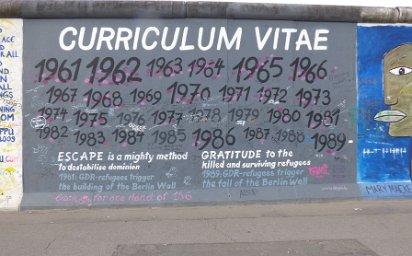 CURRICULUM VITAE
1961 1962 1963 1964 1965 1966
1967 1968 1969 1970 1971 1972 1973
1974 1975 1976 1977 1978 1979 1980 1981
1982 1983 1984 1985 1986 1987 1988 1989
ESCAPE is a mighty method
to destabilise dominion
1961: GDR-refugees trigger
the building of the Berlin Wall
GRATITUDE to the
killed and surviving refugees
1989: GDR-refugees trigger
the fall of the Berlin Wall